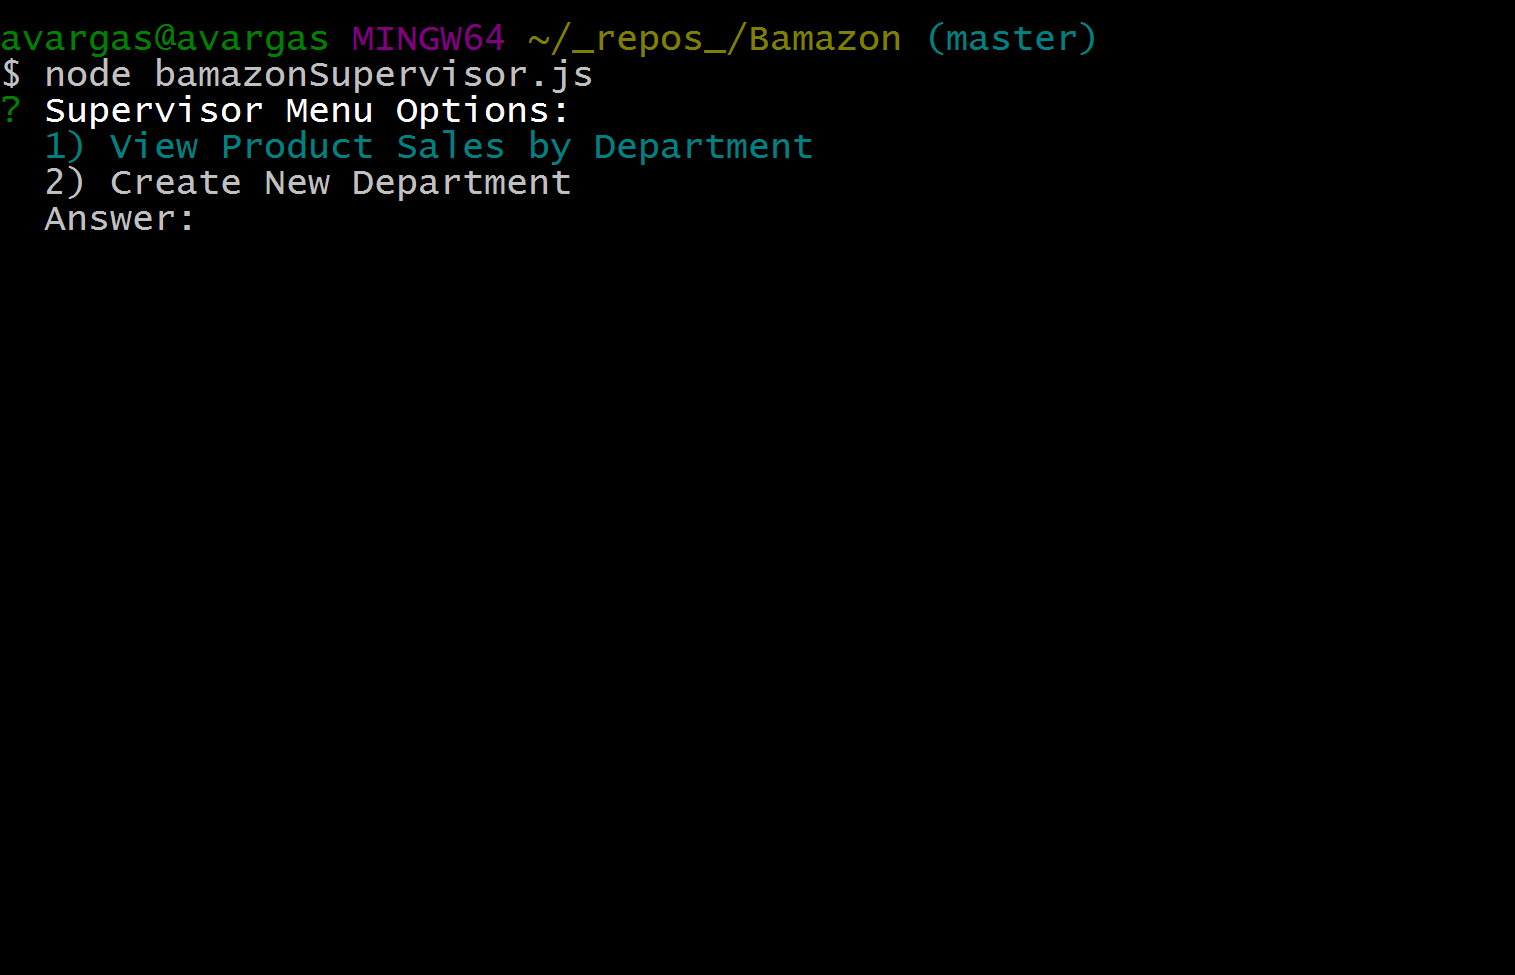 avargas@avargas MINGW64 ~/_repos_/Bamazon (master)
$ node bamazonSupervisor.js
? Supervisor Menu Options:
  1) View Product Sales by Department
  2) Create New Department
  Answer: